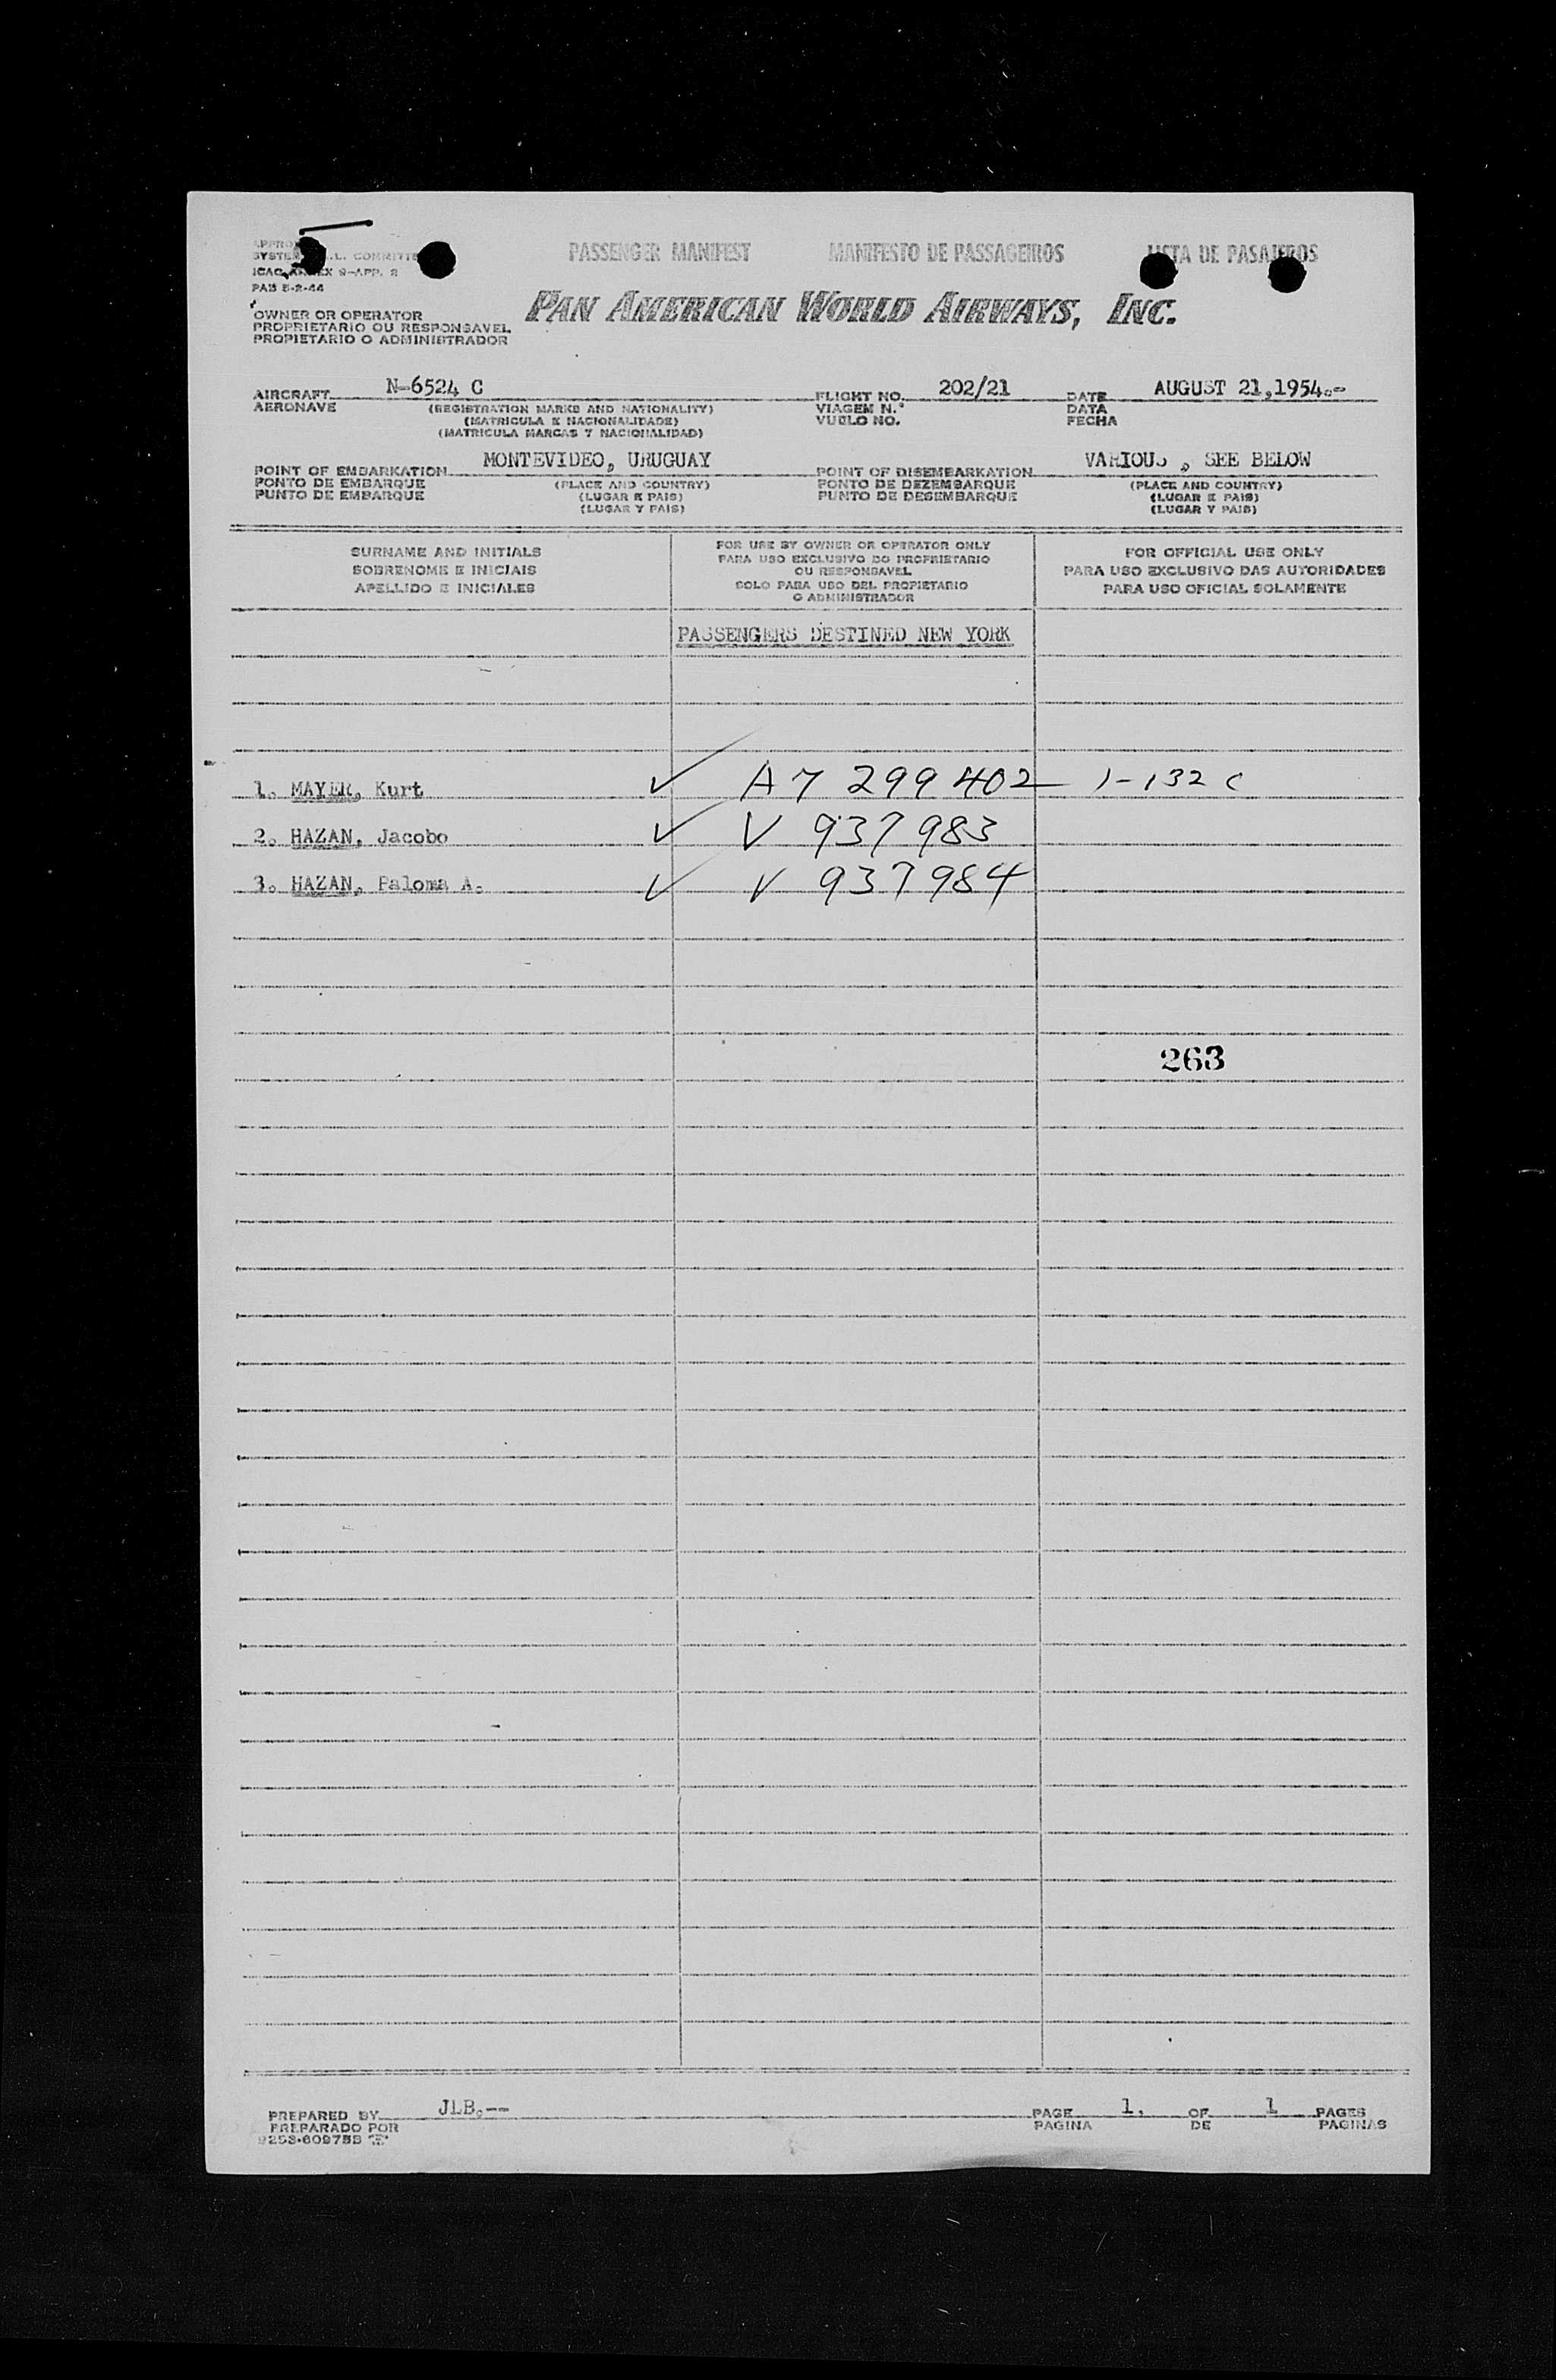 PASSENGER MANIFEST MANIFESTO DE PASSAGEIROS LISTA DE PASAJEROS
SYSTEM COMMITTE
ICAO ANNEX 9-APP. 2
PAB 5-2-44
PAN AMERICAN WORLD AIRWAYS, INC.
OWNER OR OPERATOR
PROPRIETARIO OU RESPONSAVEL
PROPIETARIO O ADMINISTRADOR
AIRCRAFT N-6524 C FLIGHT NO. 202/21 DATE AUGUST 21,1954.-
AERONAVE (REGISTRATION MARKS AND NATIONALITY) VIAGEM N.° DATA
(MATRICULA E NACIONALIDADE) VUELO NO. FECHA
(MATRICULA MARCAS Y NACIONALIDAD)
POINT OF EMBARKATION MONTEVIDEO, URUGUAY POINT OF DISEMBARKATION VARIOUS , SEE BELOW
PONTO DE EMBARQUE (PLACE AND COUNTRY) PONTO DE DEZEMBARQUE (PLACE AND COUNTRY)
PUNTO DE EMBARQUE (LUGAR E PAIS) PUNTO DE DESEMBARQUE (LUGAR E PAIS)
(LUGAR Y PAIS) (LUGAR Y PAIS)
SURNAME AND INITIALS
SOBRENOME E INICIAIS
APELLIDO E INICIALES
FOR USE BY OWNER OR OPERATOR ONLY
PARA USO EXCLUSIVO DO PROPRIETARIO
OU RESPONSAVEL
SOLO PARA USO DEL PROPIETARIO
O ADMINISTRADOR
FOR OFFICIAL USE ONLY
PARA USO EXCLUSIVO DAS AUTORIDADES
PARA USO OFICIAL SOLAMENTE
PASSENGERS DESTINED NEW YORK
1. MAYER, Kurt ✓ A7 299402 1-132 C
2. HAZAN, Jacobo ✓ V 937983
3. HAZAN, Paloma A. ✓ V 937984
263
PREPARED BY JLB.-- PAGE 1. OF 1 PAGES
PREPARADO POR PAGINA DE PAGINAS